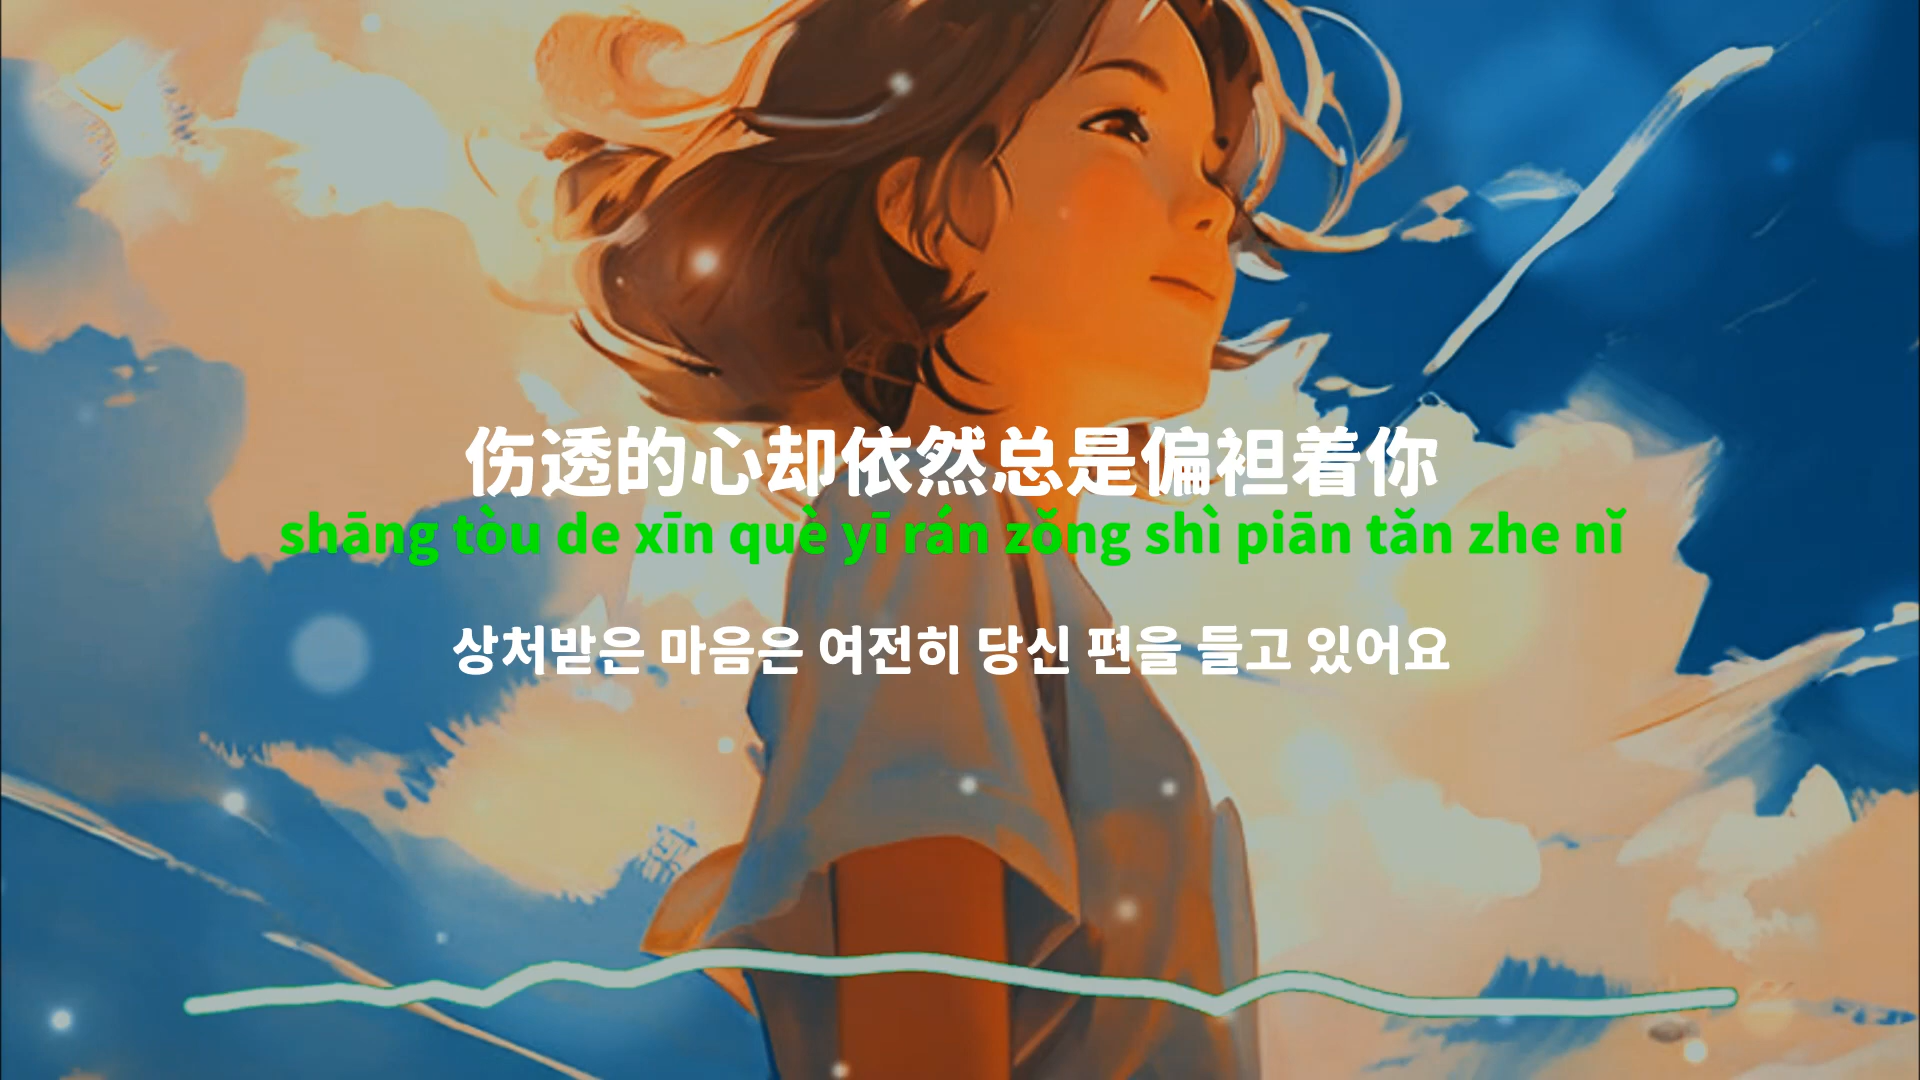 伤透的心却依然总是偏袒着你
shāng tòu de xīn què yī rán zǒng shì piān tǎn zhe nǐ
상처받은 마음은 여전히 당신 편을 들고 있어요